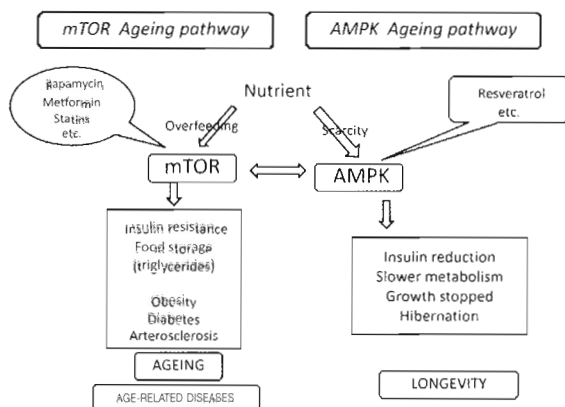 mTOR Ageing pathway
AMPK Ageing pathway
Rapamycin
Metformin
Statins
etc.
Nutrient
Resveratrol
etc.
Overfeeding
Scarcity
mTOR
AMPK
Insulin resistance
Food storage
(triglycerides)
Obesity
Diabetes
Arterosclerosis
Insulin reduction
Slower metabolism
Growth stopped
Hibernation
AGEING
LONGEVITY
AGE-RELATED DISEASES